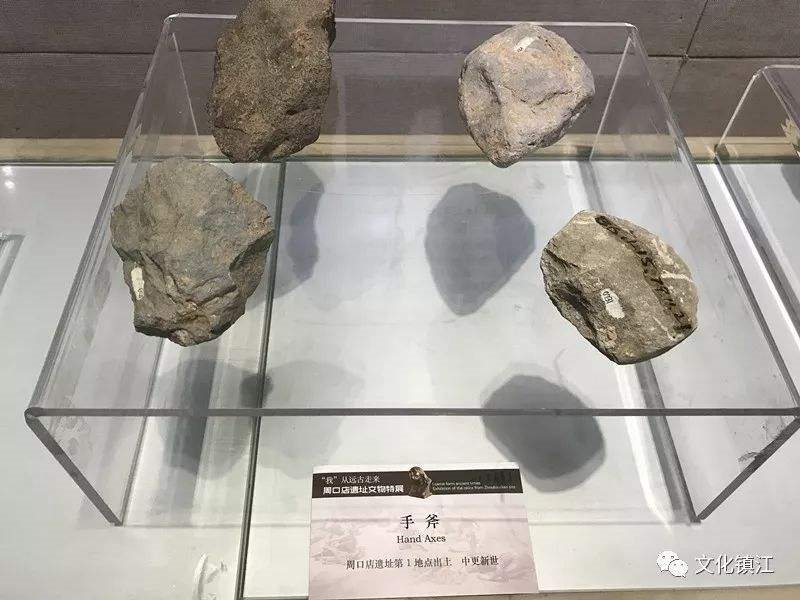 "我"从远古走来
周口店遗址文物特展
手 斧
Hand Axes
周口店遗址第1地点出土 中更新世
文化镇江